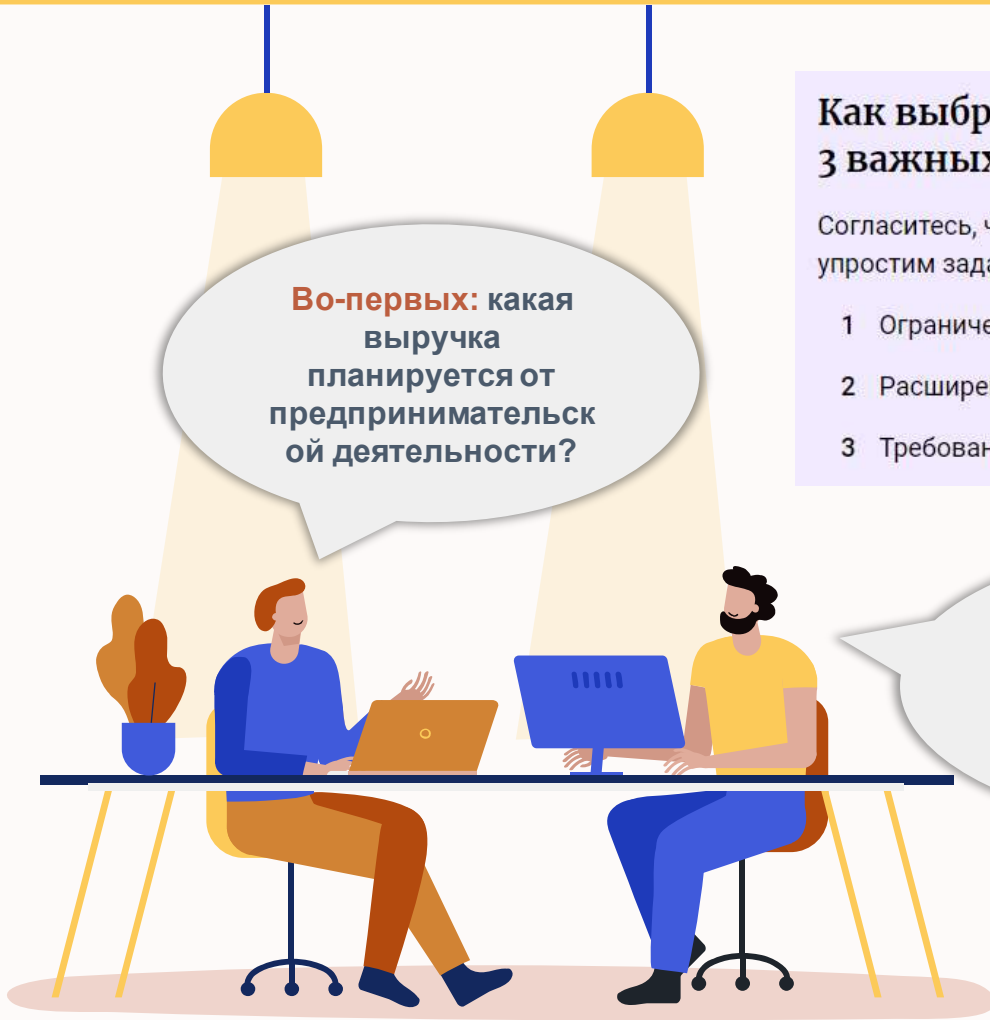 Во-первых: какая
выручка
планируется от
предпринимательск
ой деятельности?
Как выбр
3 важных
Согласитесь,
упростим зада
1 Ограниче
2 Расширен
3 Требован